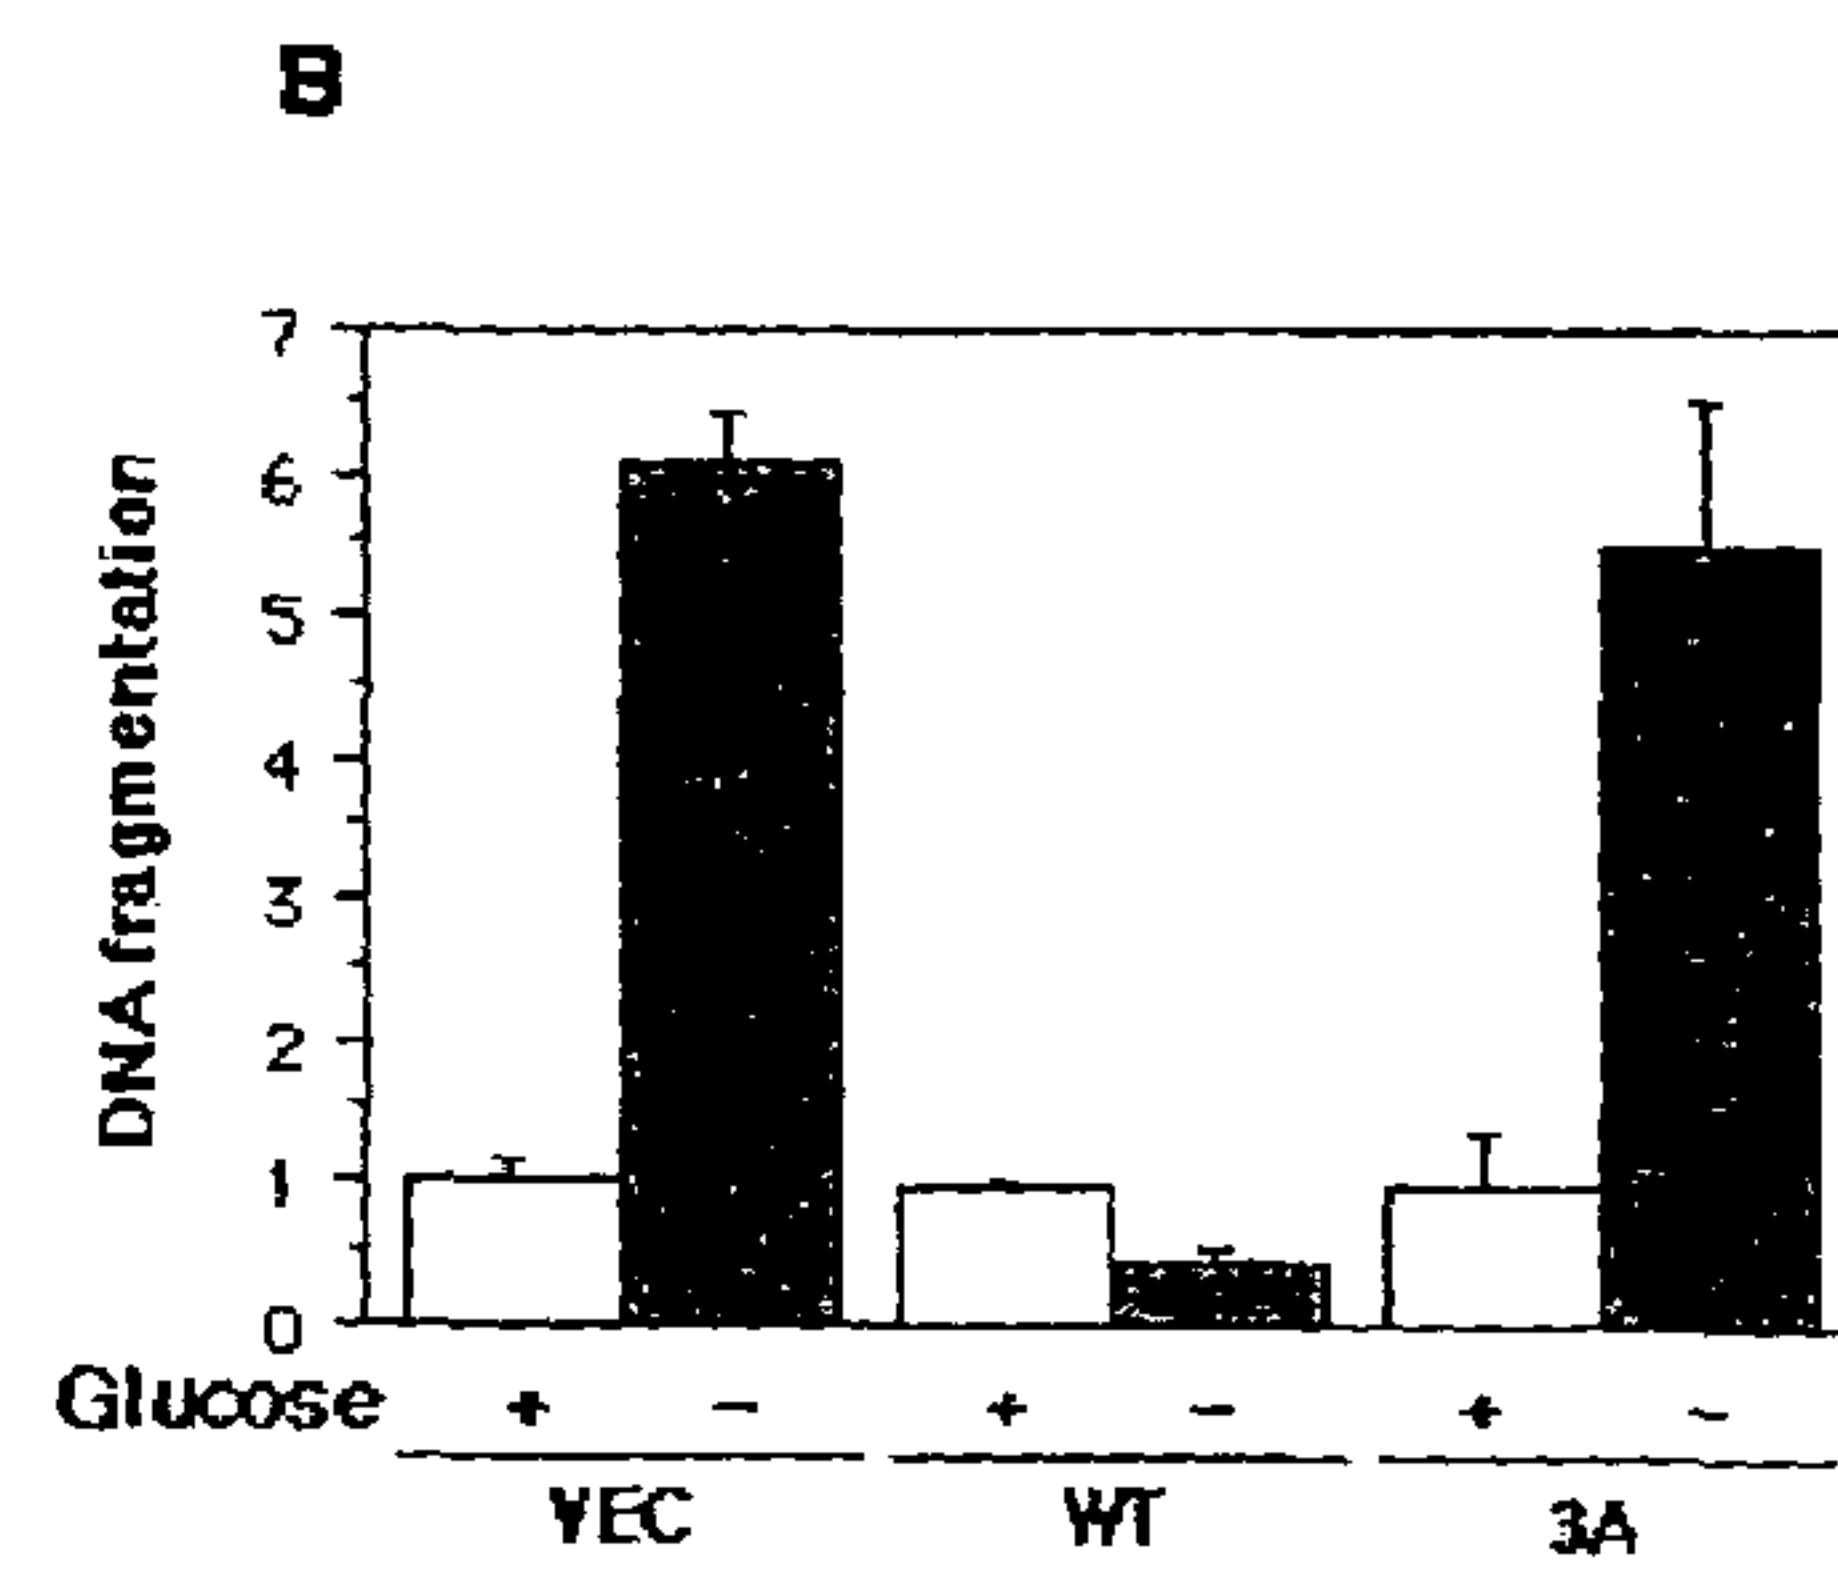 B
7
6
5
4
3
2
1
0
DNA fragmentation
Glucose + - + - + -
VEC WT 3A